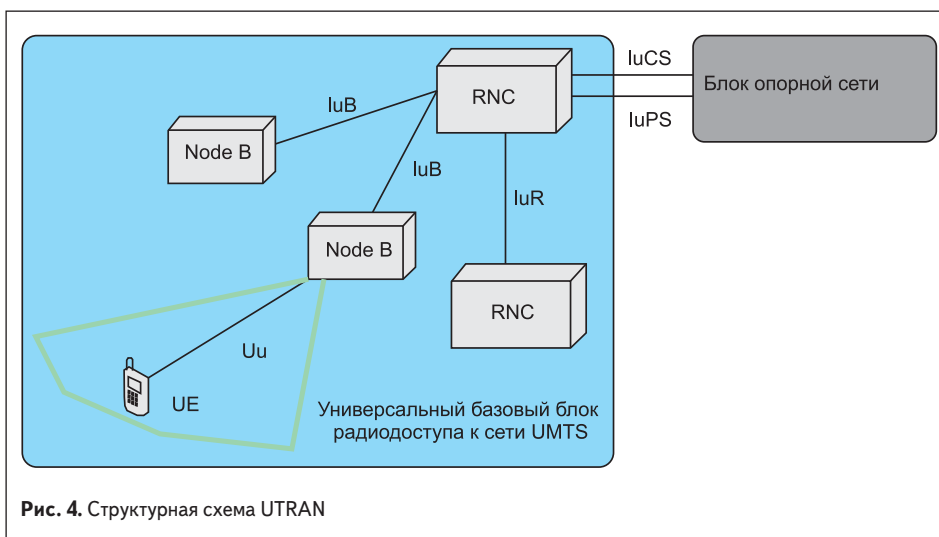 IuCS
RNC
Блок опорной сети
IuB
IuPS
Node B
IuB
IuR
Node B
RNC
Uu
UE
Универсальный базовый блок
радиодоступа к сети UMTS
Рис. 4. Структурная схема UTRAN